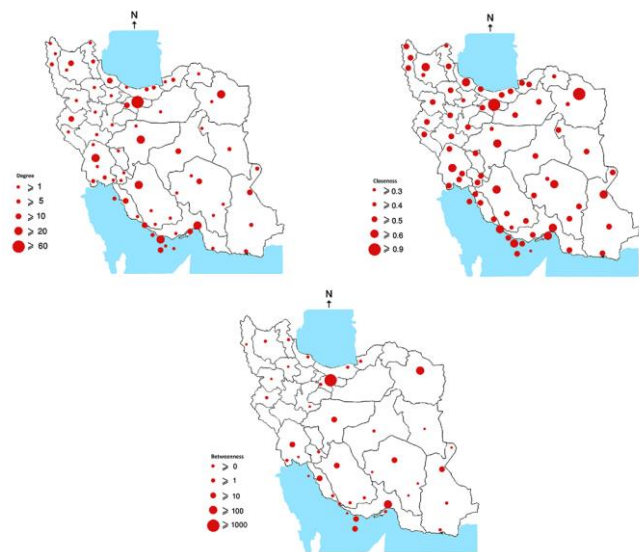 N
Degree
⩾ 1
⩾ 5
⩾ 10
⩾ 20
⩾ 60
N
Closeness
⩾ 0.3
⩾ 0.4
⩾ 0.5
⩾ 0.6
⩾ 0.9
N
Betweenness
⩾ 0
⩾ 1
⩾ 10
⩾ 100
⩾ 1000